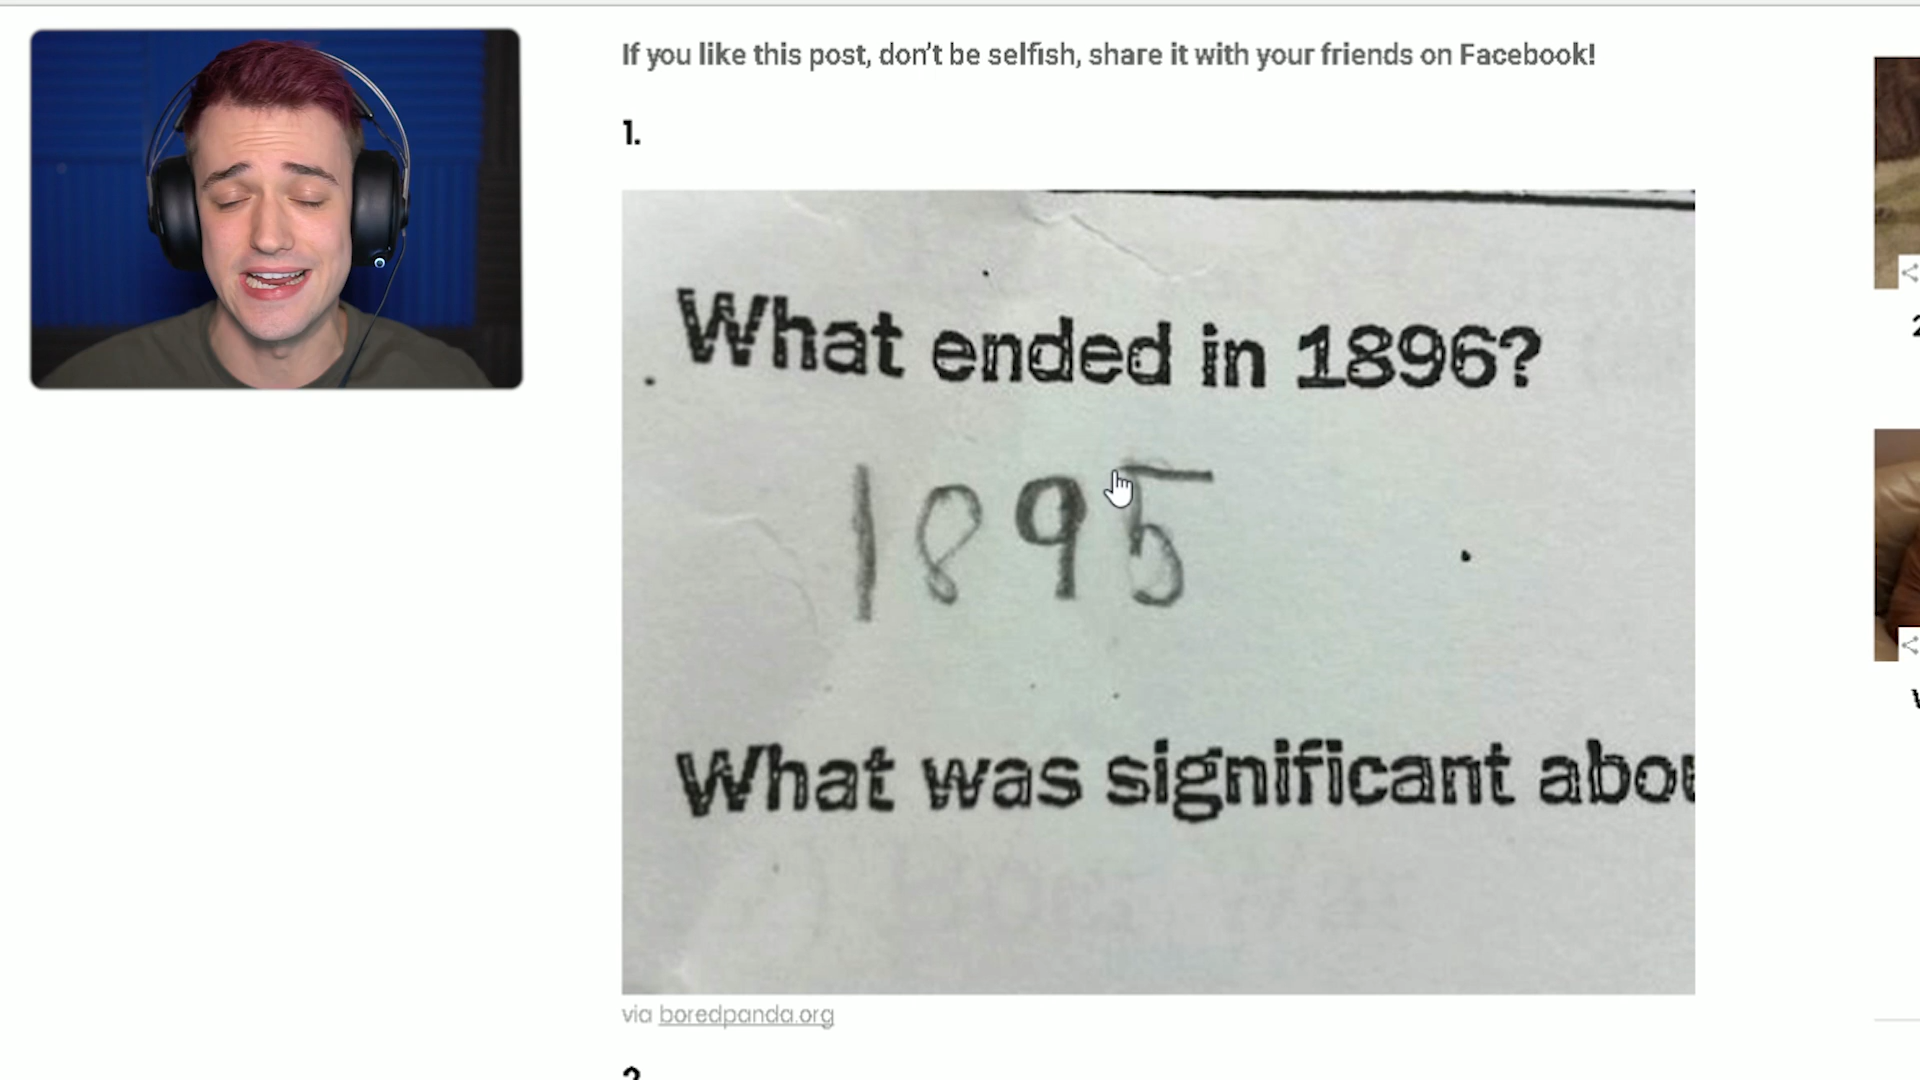 If you like this post, don't be selfish, share it with your friends on Facebook!
1.
What ended in 1896?
1895
What was significant
via boredpanda.org